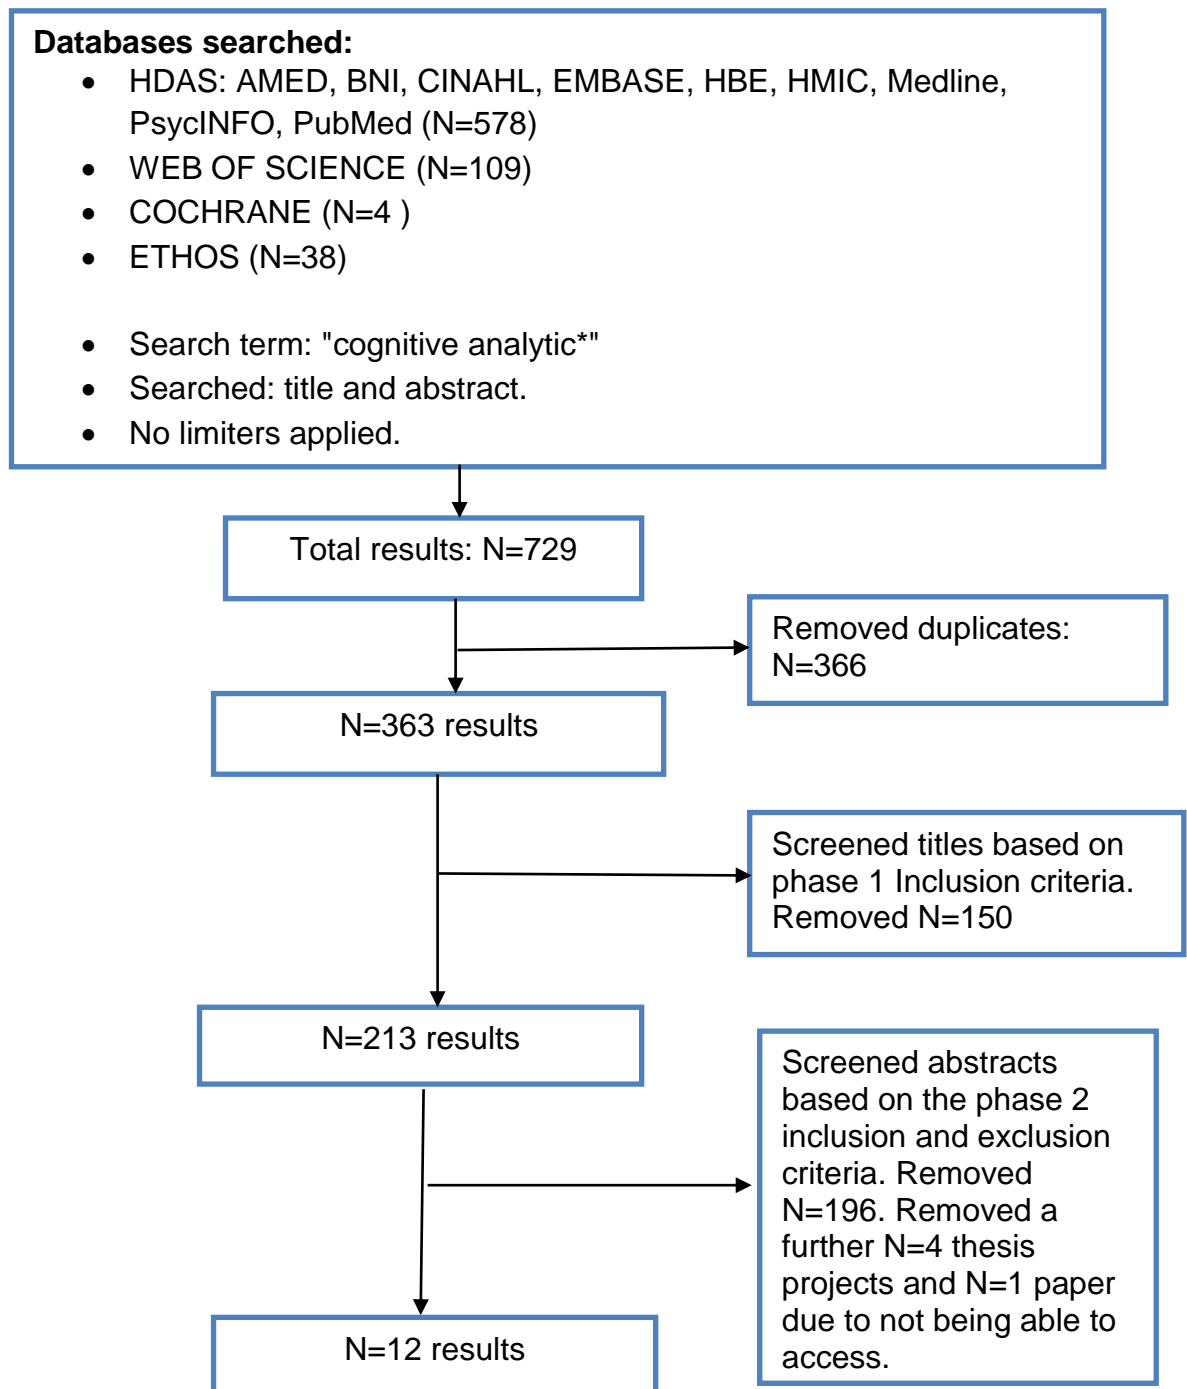 Databases searched:
• HDAS: AMED, BNI, CINAHL, EMBASE, HBE, HMIC, Medline,
PsycINFO, PubMed (N=578)
• WEB OF SCIENCE (N=109)
• COCHRANE (N=4 )
• ETHOS (N=38)
• Search term: "cognitive analytic*"
• Searched: title and abstract.
• No limiters applied.
Total results: N=729
Removed duplicates:
N=366
N=363 results
Screened titles based on
phase 1 Inclusion criteria.
Removed N=150
N=213 results
Screened abstracts
based on the phase 2
inclusion and exclusion
criteria. Removed
N=196. Removed a
further N=4 thesis
projects and N=1 paper
due to not being able to
access.
N=12 results